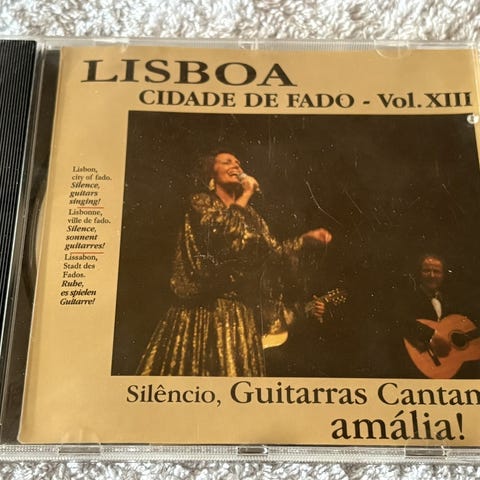 LISBOA
CIDADE DE FADO - Vol. XIII
Lisbon,
city of fado.
Silence,
guitars
singing!
Lisbonne,
ville de fado.
Silence,
sonnent
guitarres!
Lissabon,
Stadt des
Fados.
Ruhe,
es spielen
Guitarre!
Silêncio, Guitarras Cantam
amália!